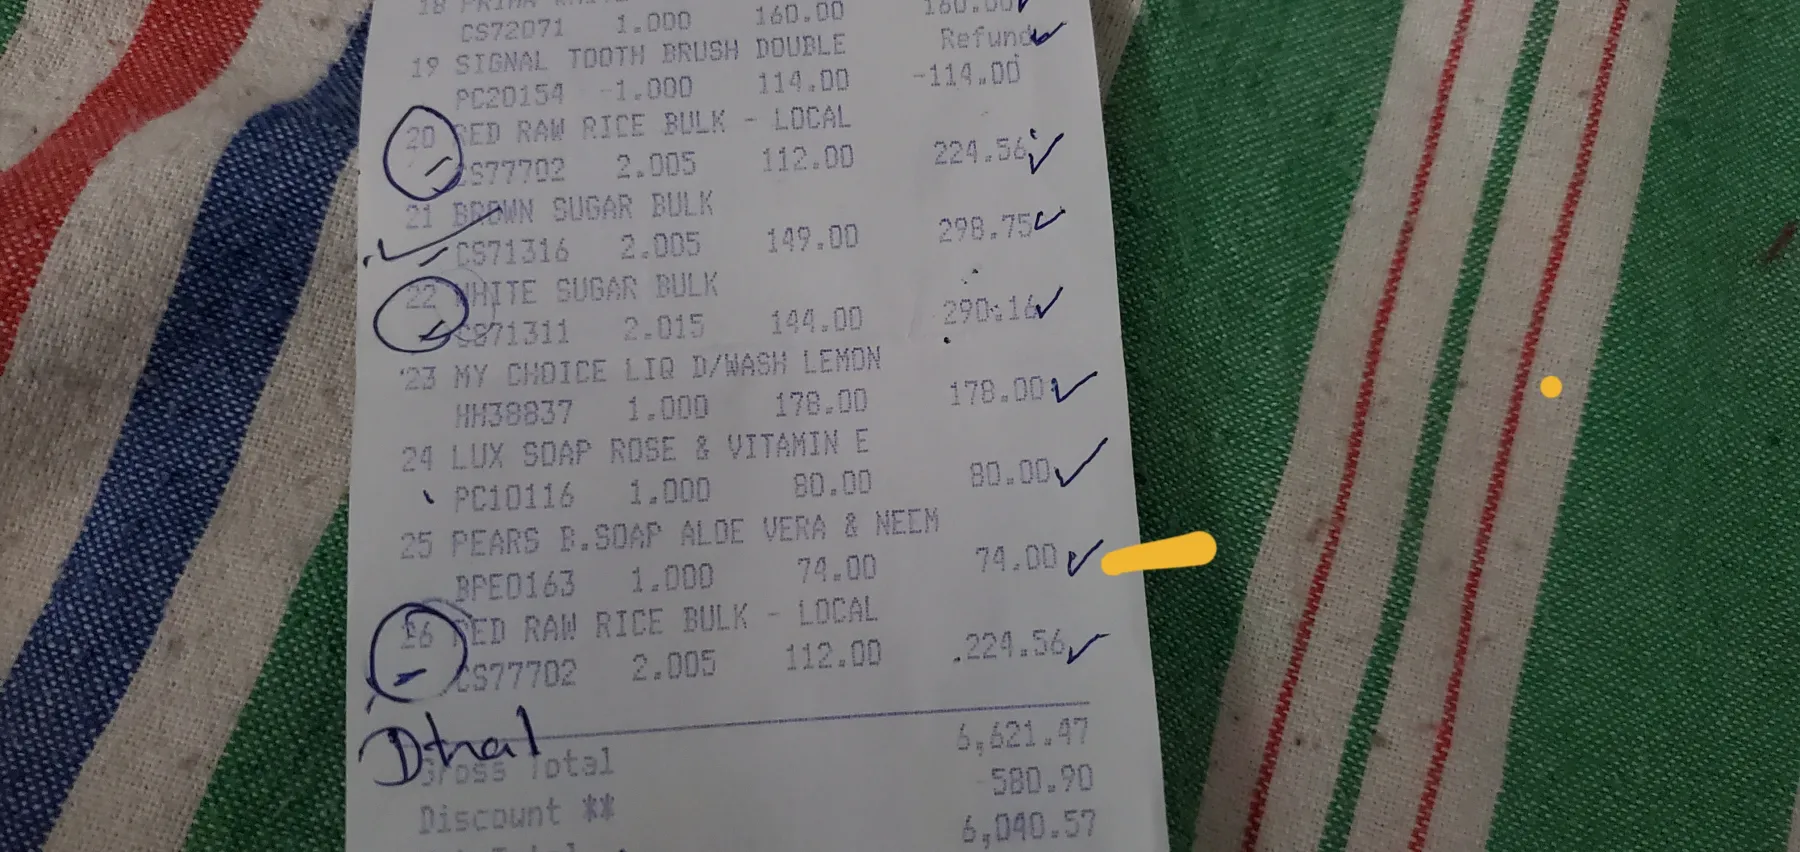 18 PRIMA
CS72071 1.000 160.00 160.00
19 SIGNAL TOOTH BRUSH DOUBLE Refund
PC20154 -1.000 114.00 -114.00
20 RED RAW RICE BULK - LOCAL
CS77702 2.005 112.00 224.56
21 BROWN SUGAR BULK
CS71316 2.005 149.00 298.75
22 WHITE SUGAR BULK
CS71311 2.015 144.00 290.16
23 MY CHOICE LIQ D/WASH LEMON
HH38837 1.000 178.00 178.00
24 LUX SOAP ROSE & VITAMIN E
PC10116 1.000 80.00 80.00
25 PEARS B.SOAP ALOE VERA & NEEM
BPE0163 1.000 74.00 74.00
26 RED RAW RICE BULK - LOCAL
CS77702 2.005 112.00 224.56
Dhal
Gross Total 6,621.47
Discount ** 580.90
6,040.57